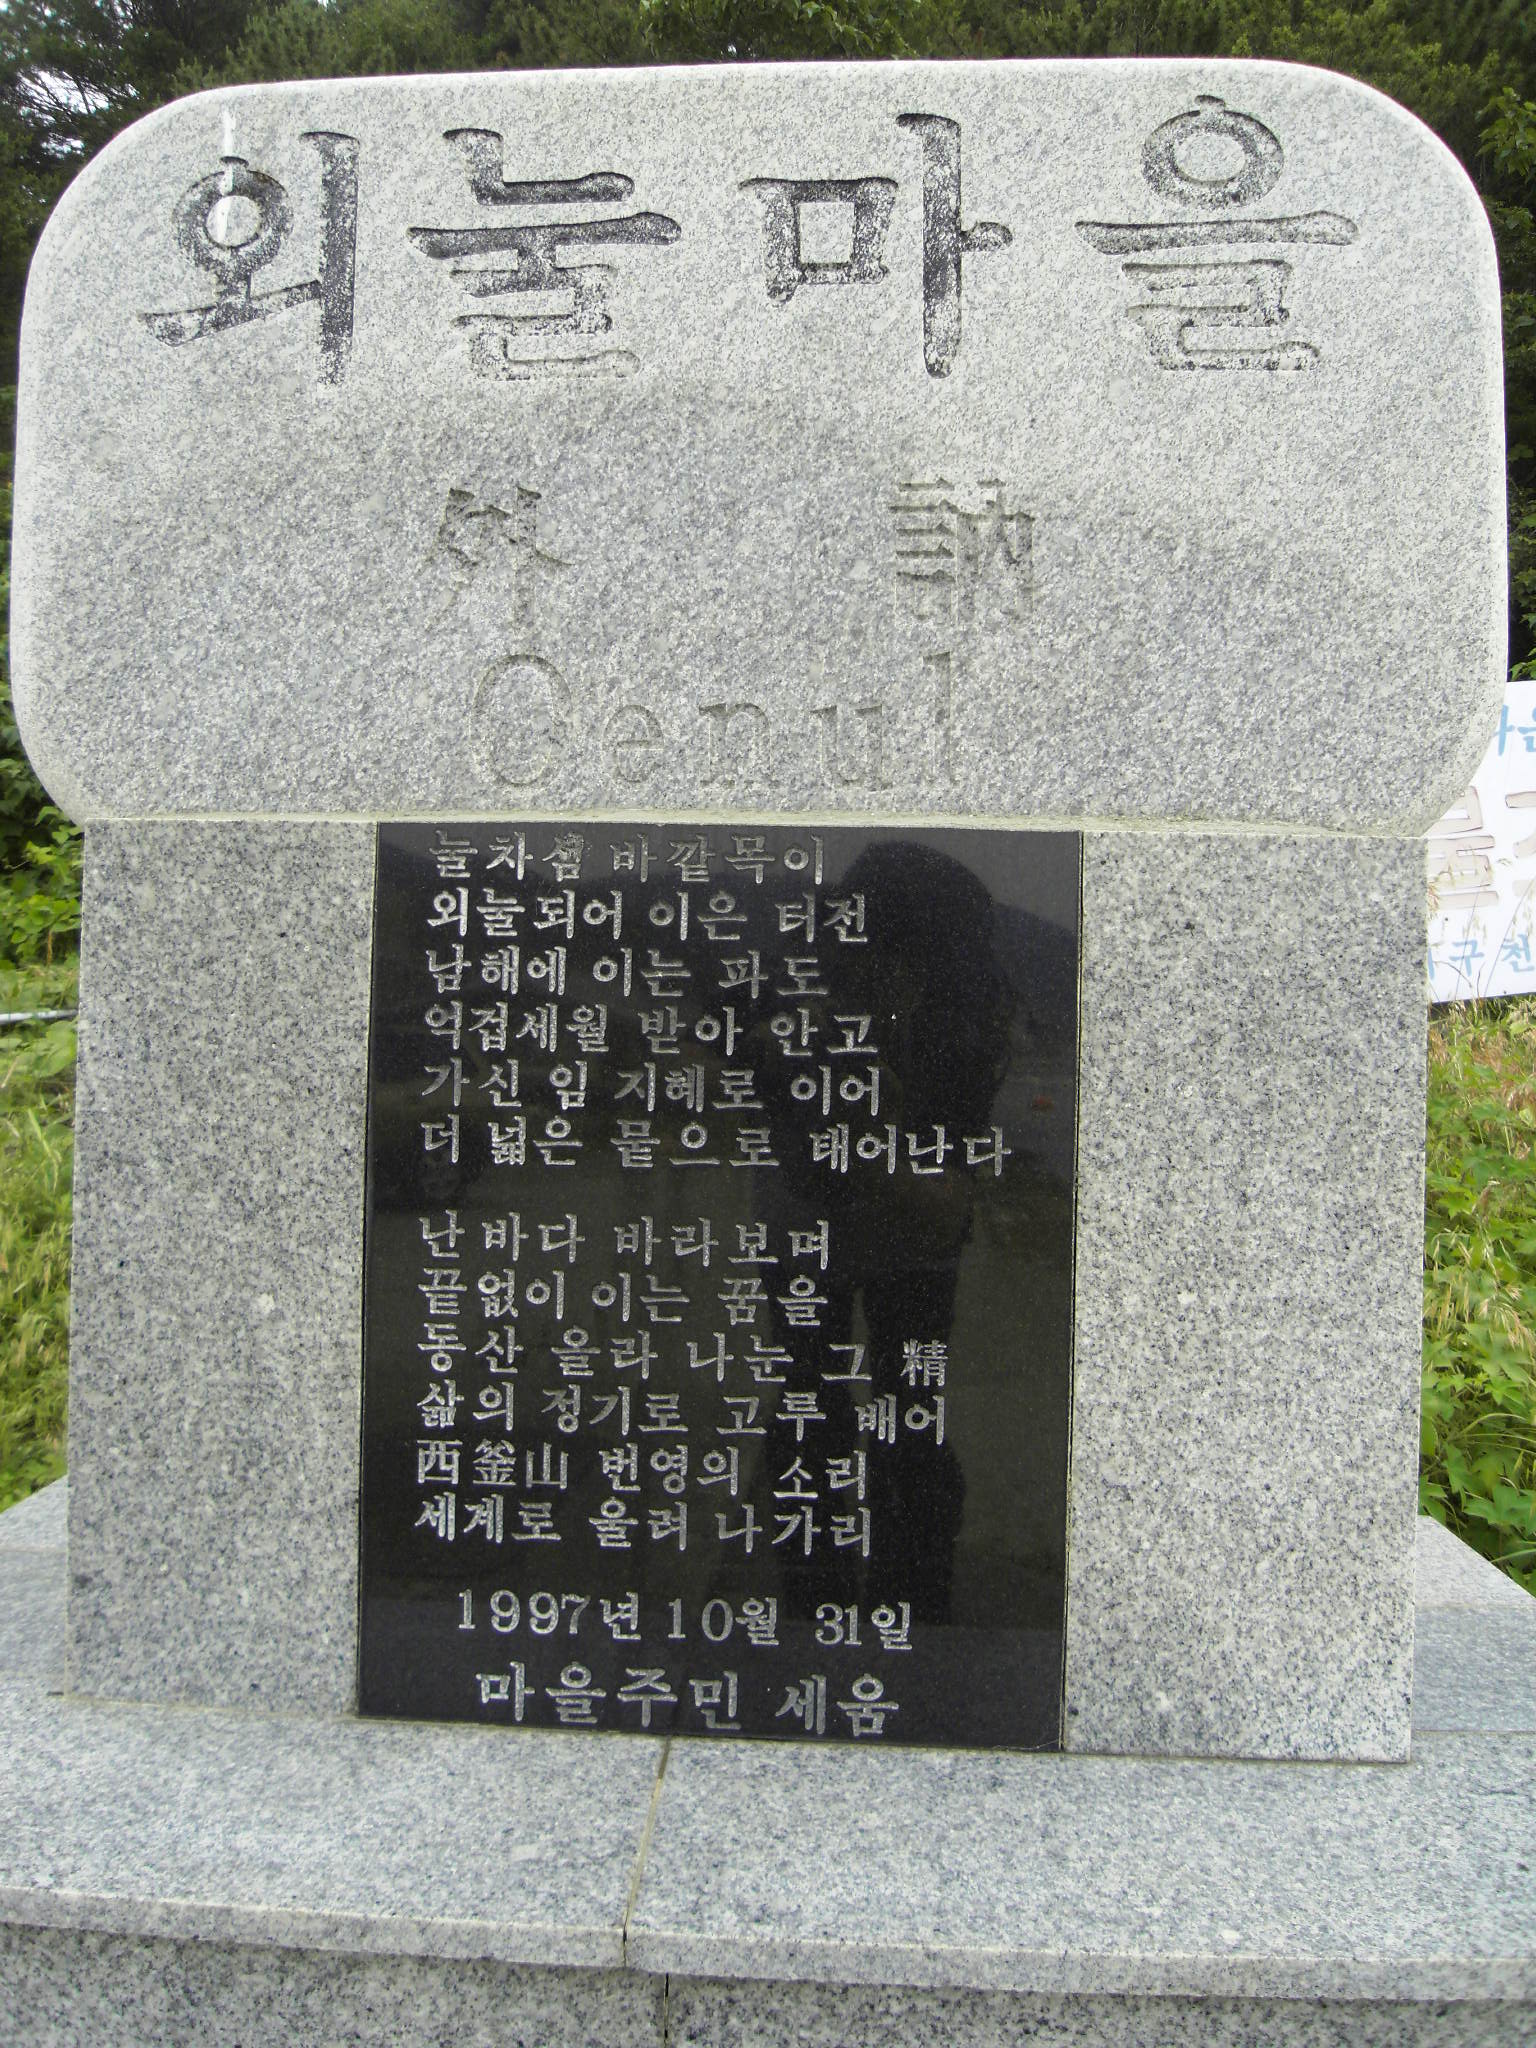 외눌마을
外 訥
Oenul
눌차섬 바깥목이
외눌되어 이은 터전
남해에 이는 파도
억겁세월 받아 안고
가신 임 지혜로 이어
더 넓은 뭍으로 태어난다
난바다 바라보며
끝없이 이는 꿈을
동산 올라 나눈 그 精
삶의 정기로 고루 배어
西釜山 번영의 소리
세계로 울려 나가리
1997년 10월 31일
마을주민 세움